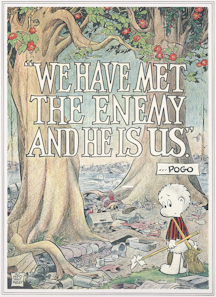 "WE HAVE MET
THE ENEMY
AND HE IS US."
...POGO